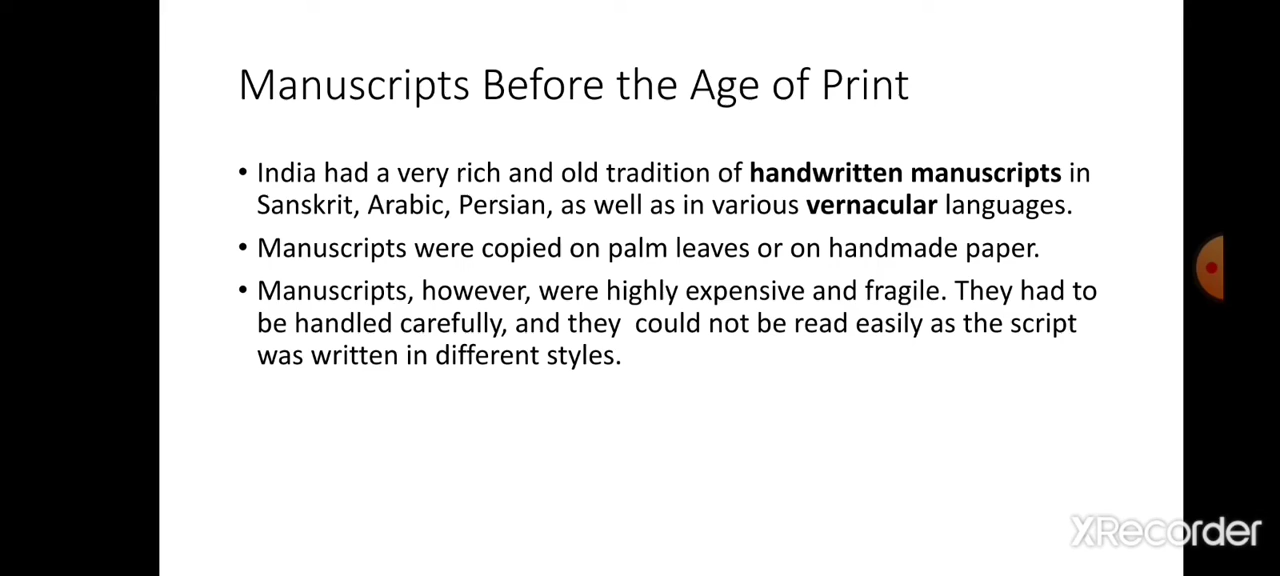 Manuscripts Before the Age of Print
• India had a very rich and old tradition of handwritten manuscripts in
Sanskrit, Arabic, Persian, as well as in various vernacular languages.
• Manuscripts were copied on palm leaves or on handmade paper.
• Manuscripts, however, were highly expensive and fragile. They had to
be handled carefully, and they could not be read easily as the script
was written in different styles.
XRecorder